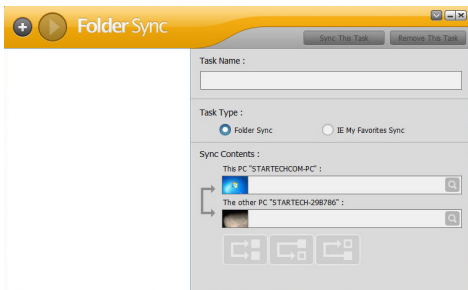 Folder Sync
Sync This Task
Remove This Task
Task Name :
Task Type :
Folder Sync
IE My Favorites Sync
Sync Contents :
This PC "STARTECHCOM-PC" :
The other PC "STARTECH-29B786" :